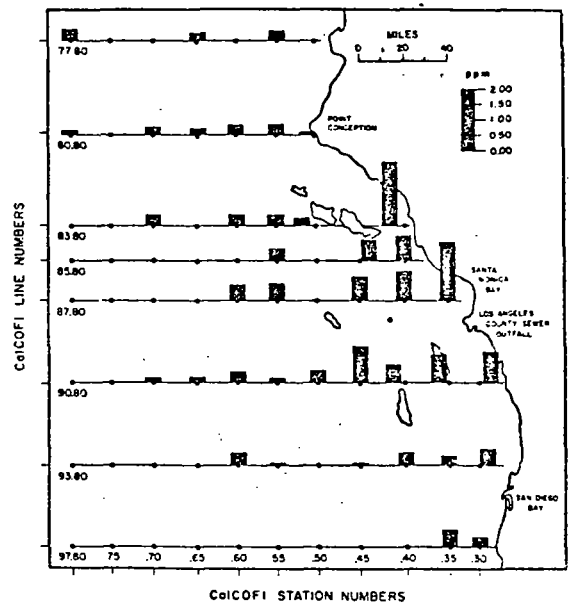 MILES
0 20 40
ppm
2.00
1.50
1.00
0.50
0.00
77.80
POINT
CONCEPTION
80.80
83.80
85.80
SANTA
MONICA
BAY
87.80
LOS ANGELES
COUNTY SEWER
OUTFALL
90.80
93.80
SAN DIEGO
BAY
97.80 75 .70 .65 .60 .55 .50 .45 .40 .35 .30
CalCOFI LINE NUMBERS
CalCOFI STATION NUMBERS